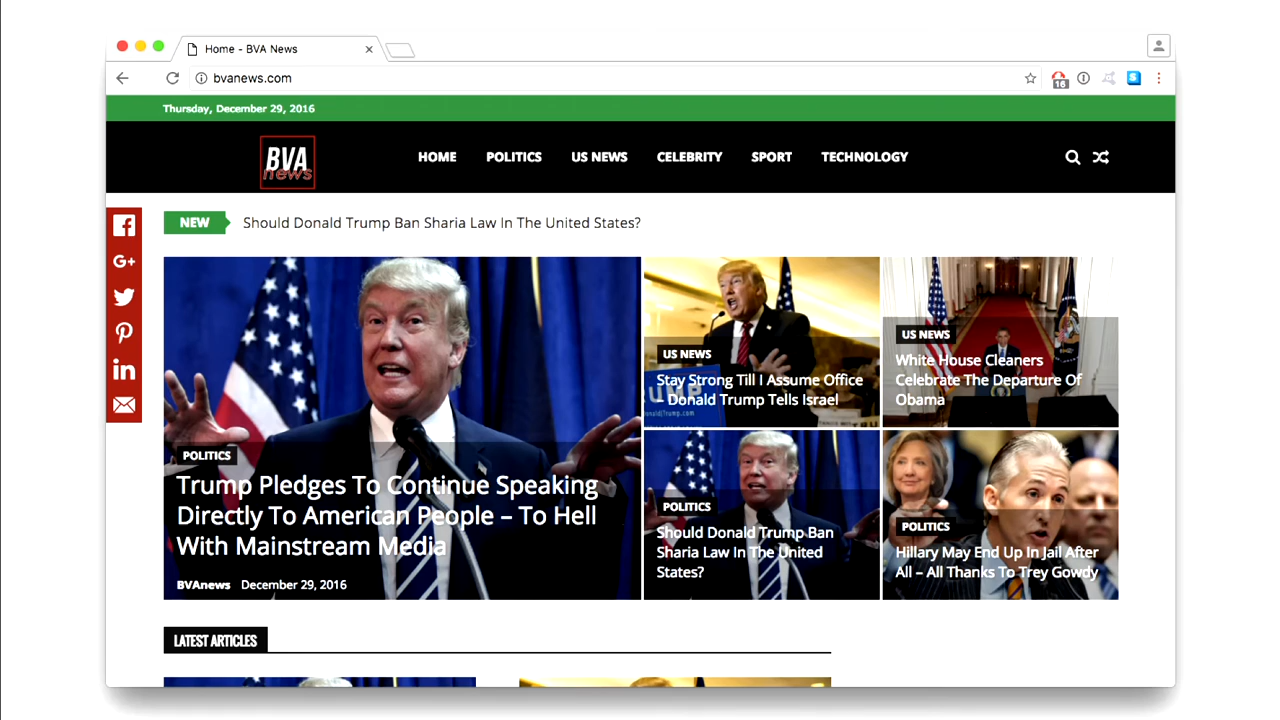 Home - BVA News
bvanews.com
16
S
Thursday, December 29, 2016
BVA
news
HOME POLITICS US NEWS CELEBRITY SPORT TECHNOLOGY
NEW Should Donald Trump Ban Sharia Law In The United States?
G+
in
POLITICS
Trump Pledges To Continue Speaking
Directly To American People – To Hell
With Mainstream Media
BVAnews December 29, 2016
US NEWS
Stay Strong Till I Assume Office
– Donald Trump Tells Israel
US NEWS
White House Cleaners
Celebrate The Departure Of
Obama
POLITICS
Should Donald Trump Ban
Sharia Law In The United
States?
POLITICS
Hillary May End Up In Jail After
All – All Thanks To Trey Gowdy
LATEST ARTICLES